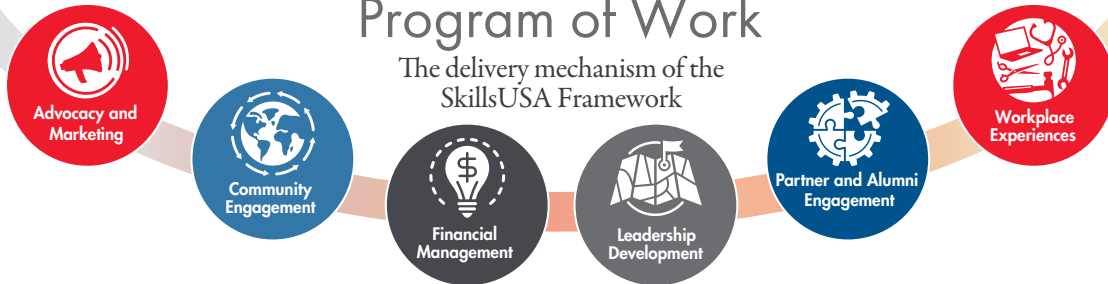 Program of Work
The delivery mechanism of the
SkillsUSA Framework
Advocacy and
Marketing
Community
Engagement
$
Financial
Management
Leadership
Development
Partner and Alumni
Engagement
Workplace
Experiences